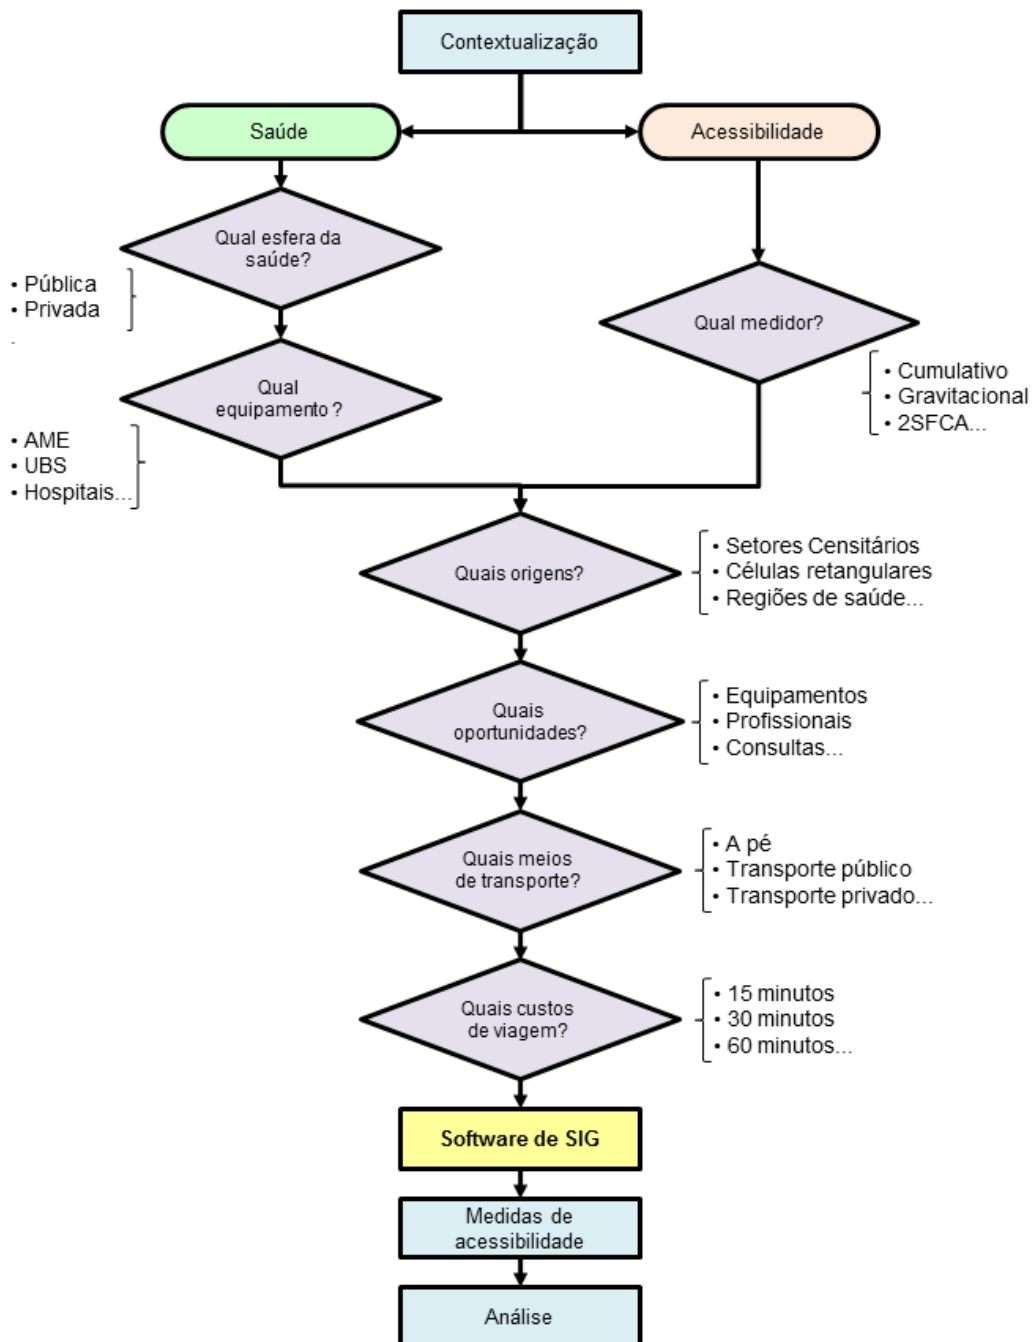 Contextualização
Saúde
Acessibilidade
Qual esfera da
saúde?
• Pública
• Privada
.
Qual medidor?
• Cumulativo
• Gravitacional
• 2SFCA...
Qual
equipamento ?
• AME
• UBS
• Hospitais...
Quais origens?
• Setores Censitários
• Células retangulares
• Regiões de saúde...
Quais
oportunidades?
• Equipamentos
• Profissionais
• Consultas...
Quais meios
de transporte?
• A pé
• Transporte público
• Transporte privado...
Quais custos
de viagem?
• 15 minutos
• 30 minutos
• 60 minutos...
Software de SIG
Medidas de
acessibilidade
Análise